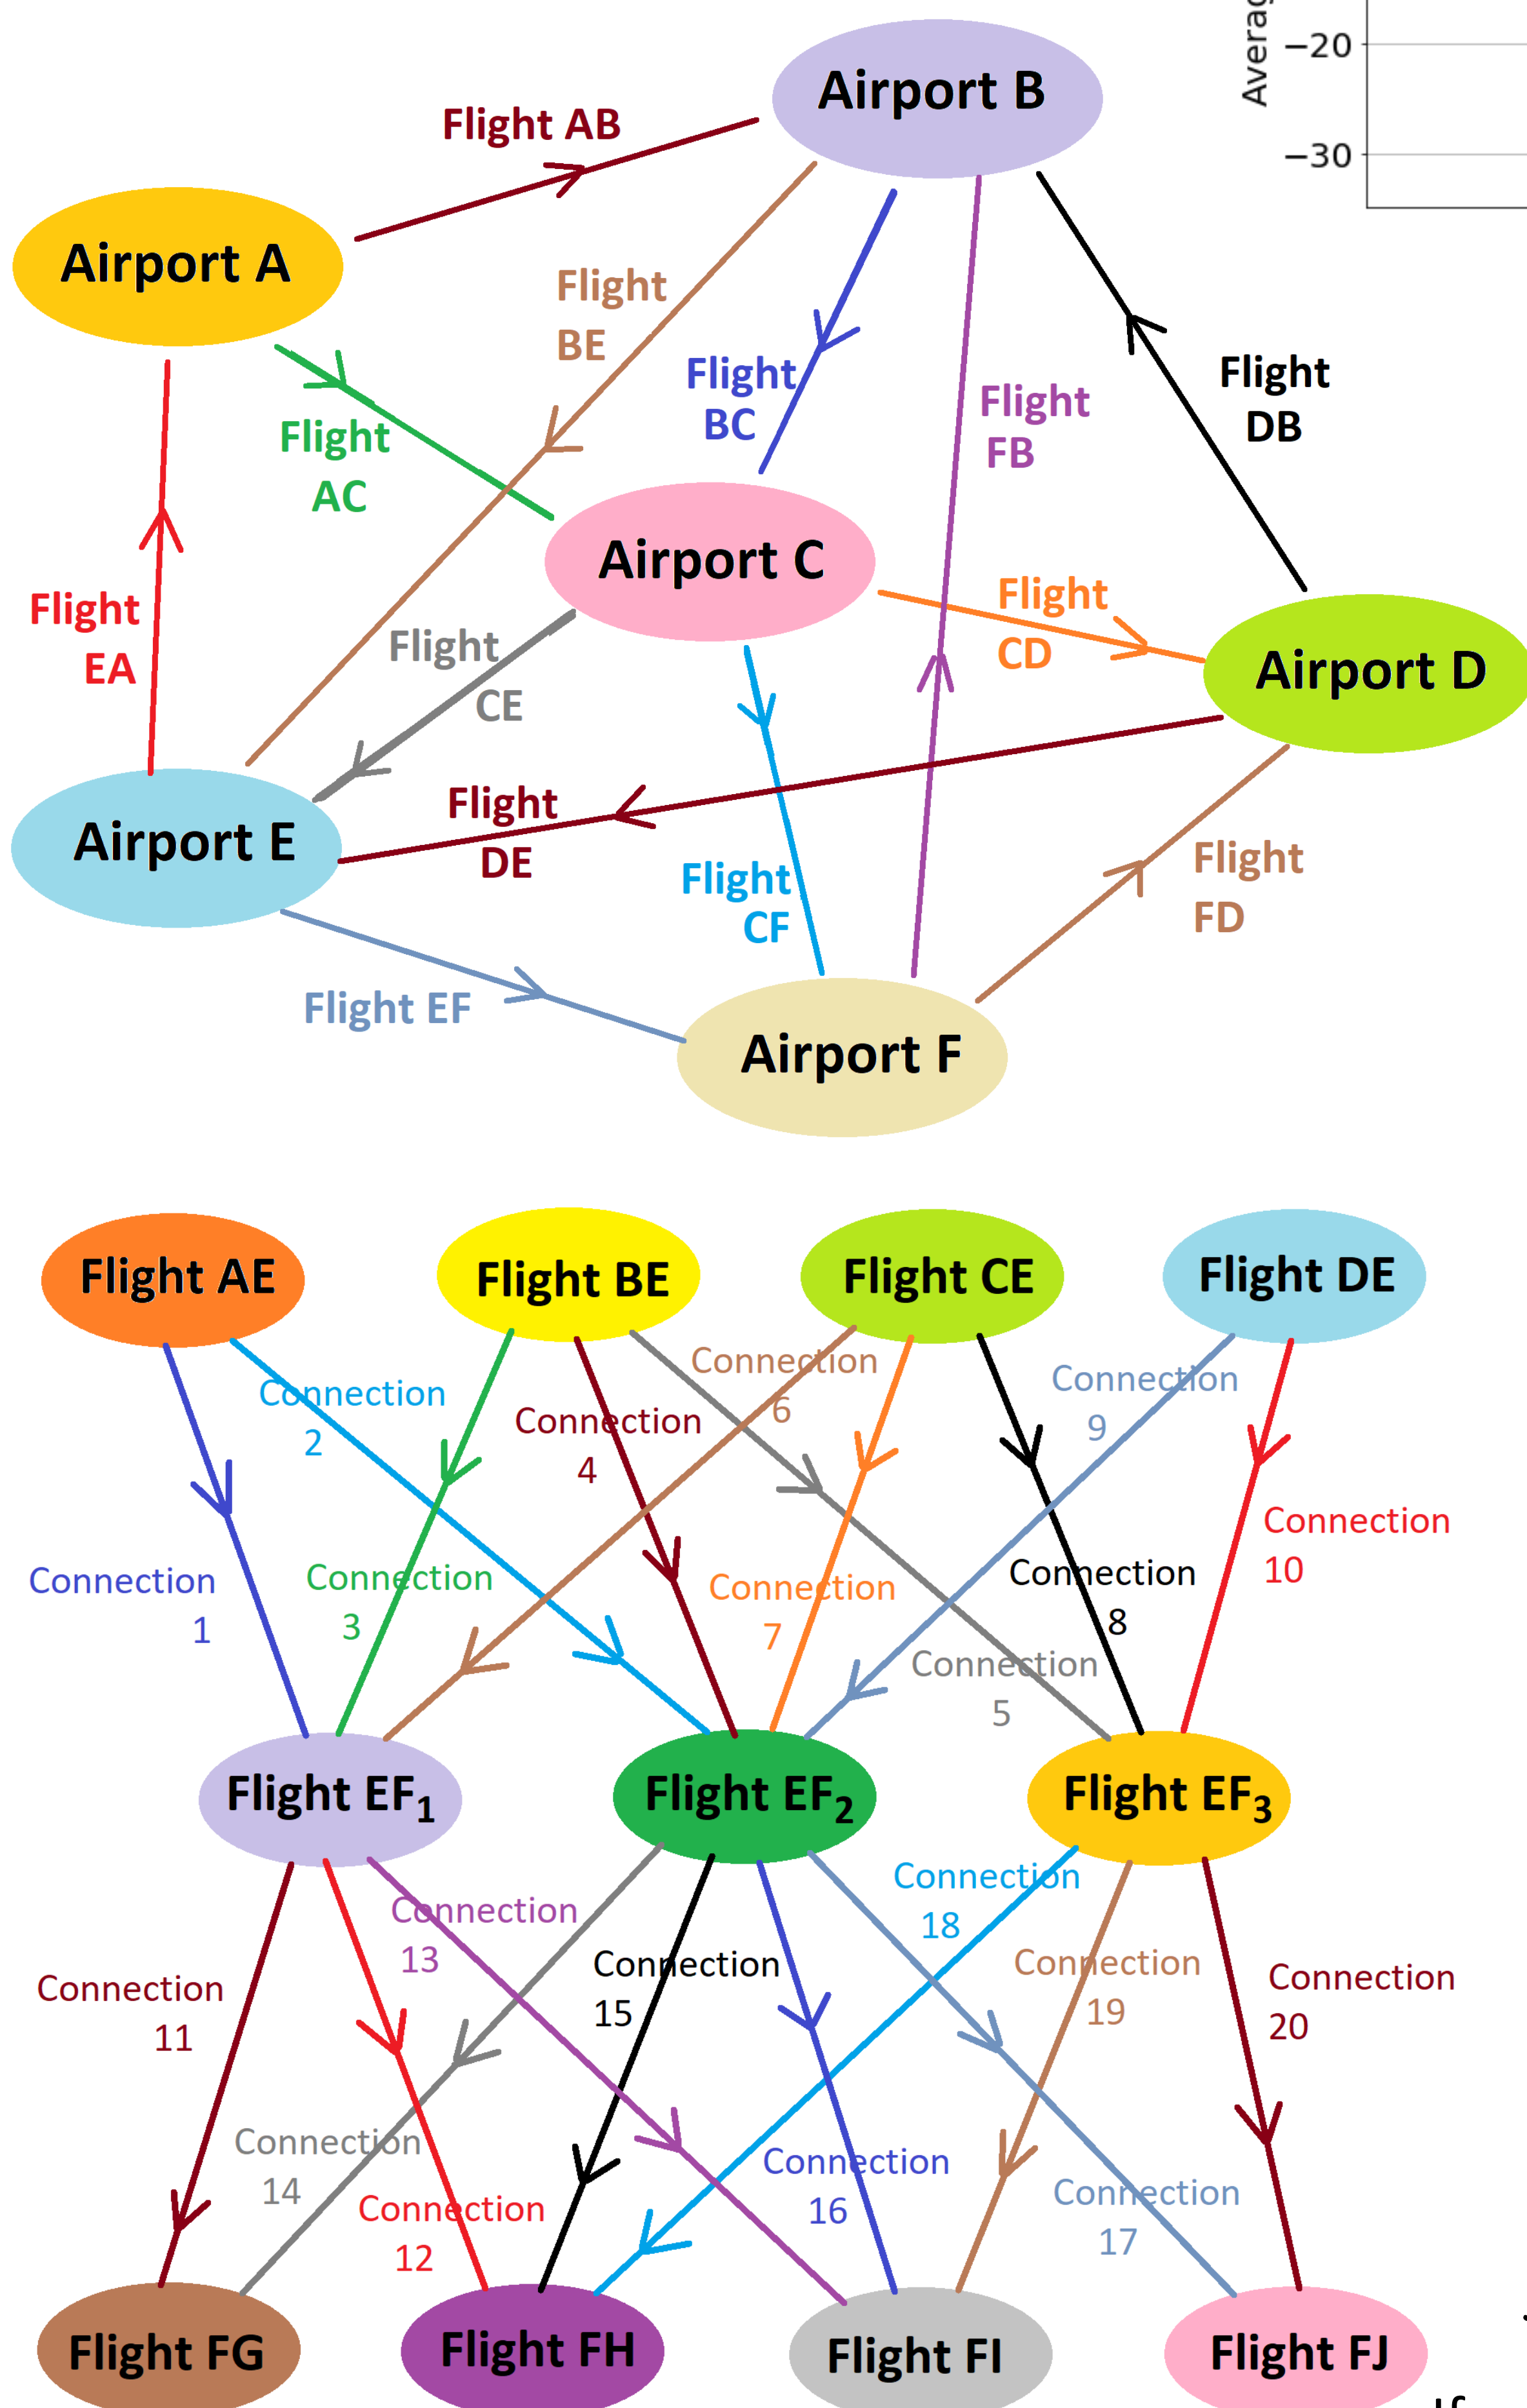 Averag
−20
−30
Airport B
Flight AB
Airport A
Flight
BE
Flight
BC
Flight
FB
Flight
DB
Flight
AC
Airport C
Flight
CD
Flight
EA
Flight
CE
Airport D
Flight
DE
Airport E
Flight
CF
Flight
FD
Flight EF
Airport F
Flight AE
Flight BE
Flight CE
Flight DE
Connection
6
Connection
9
Connection
2
Connection
4
Connection
10
Connection
1
Connection
3
Connection
7
Connection
8
Connection
5
Flight EF1
Flight EF2
Flight EF3
Connection
18
Connection
13
Connection
15
Connection
19
Connection
20
Connection
11
Connection
14
Connection
16
Connection
17
Connection
12
Flight FG
Flight FH
Flight FI
Flight FJ